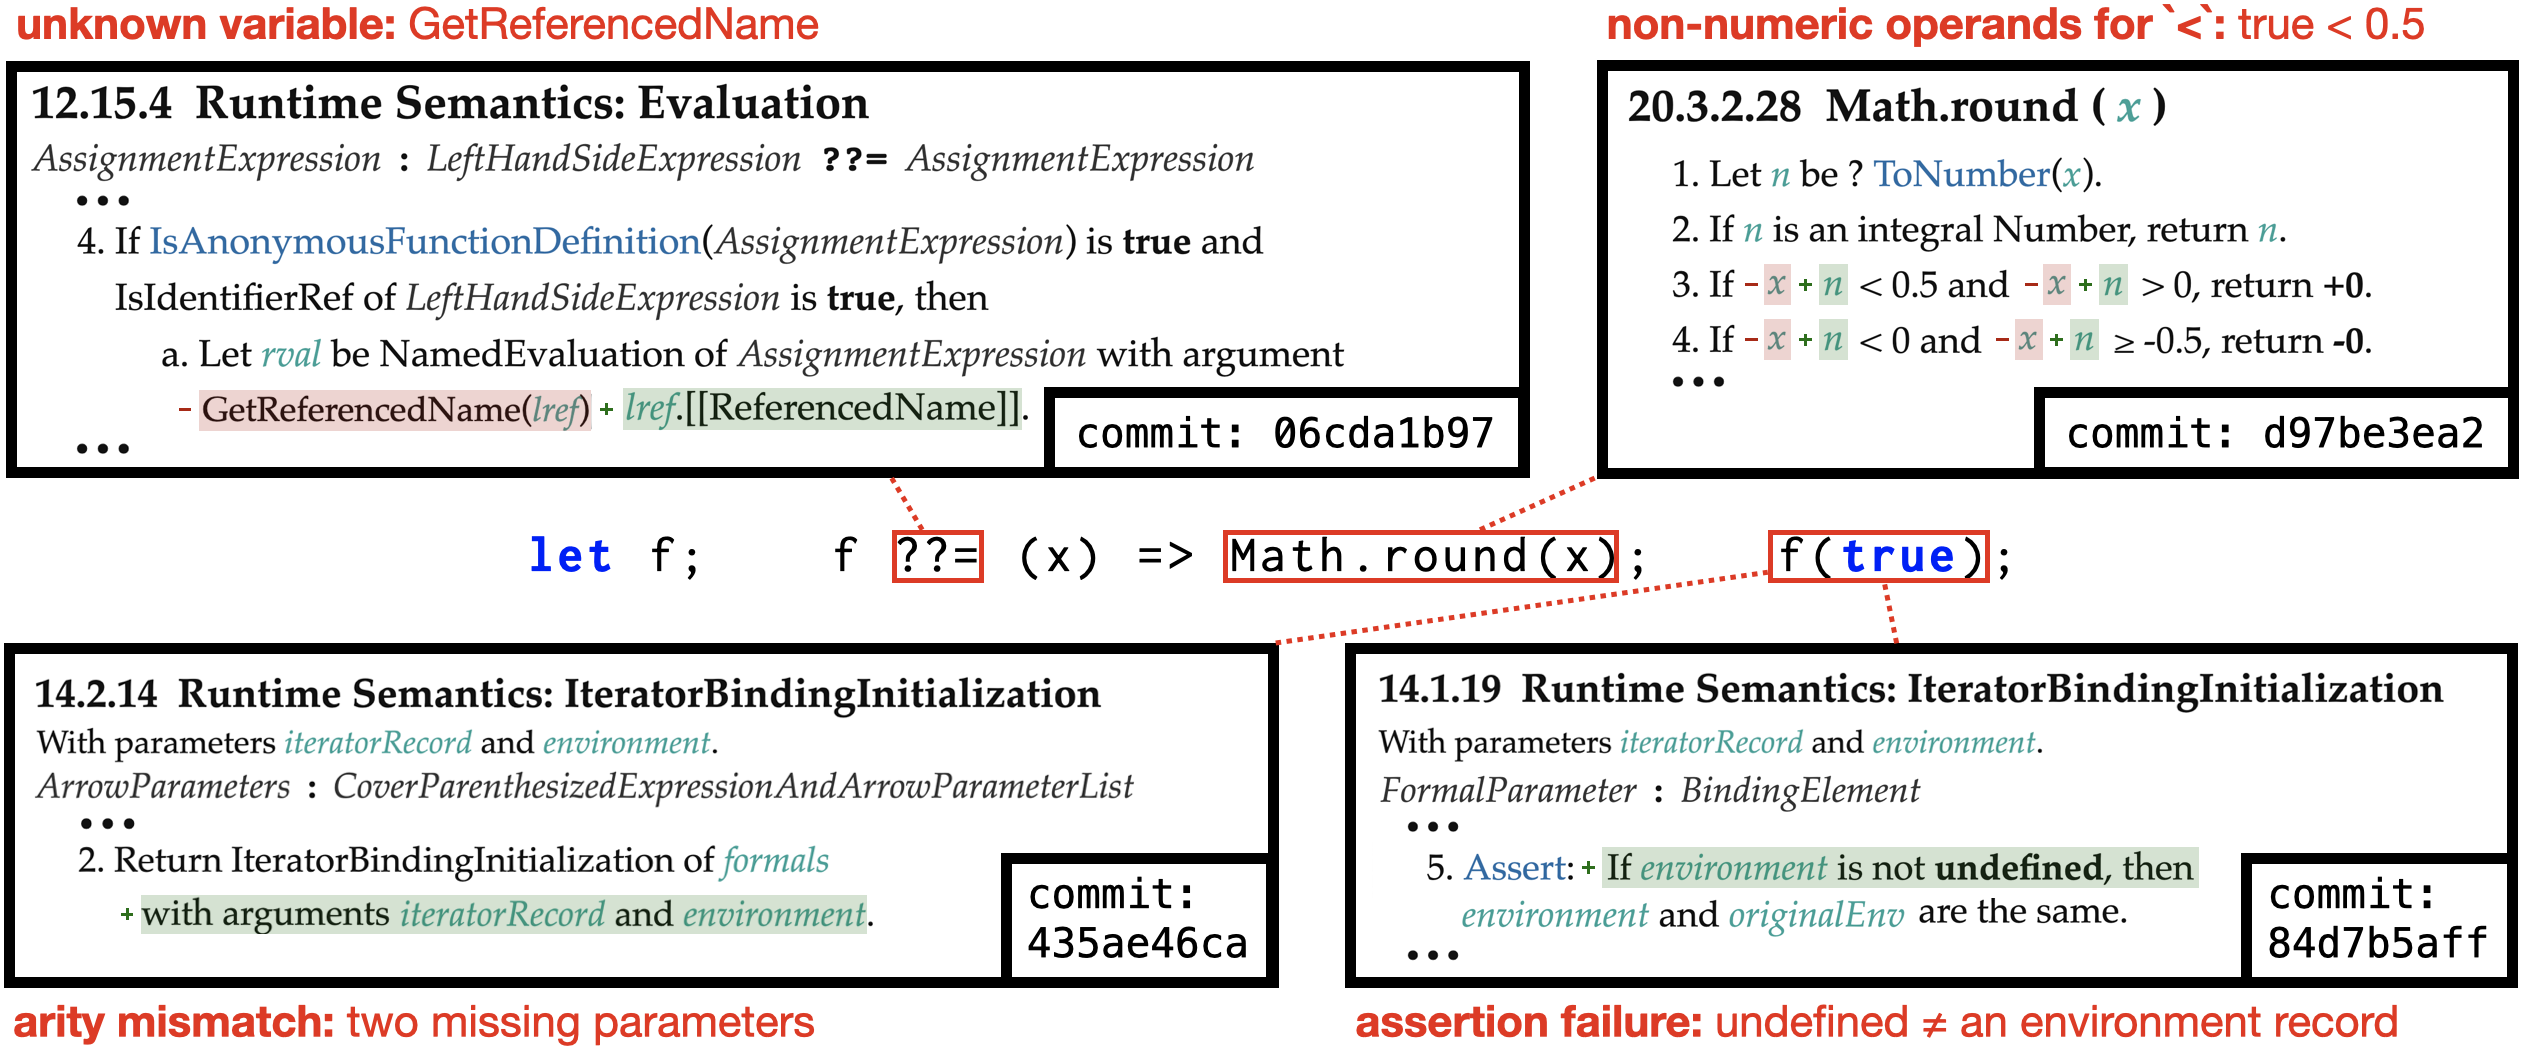 unknown variable: GetReferencedName
12.15.4 Runtime Semantics: Evaluation
AssignmentExpression : LeftHandSideExpression ??= AssignmentExpression
...
4. If IsAnonymousFunctionDefinition(AssignmentExpression) is true and
IsIdentifierRef of LeftHandSideExpression is true, then
a. Let rval be NamedEvaluation of AssignmentExpression with argument
- GetReferencedName(lref) + lref.[[ReferencedName]].
...
commit: 06cda1b97
non-numeric operands for `<`: true < 0.5
20.3.2.28 Math.round ( x )
1. Let n be ? ToNumber(x).
2. If n is an integral Number, return n.
3. If - x + n < 0.5 and - x + n > 0, return +0.
4. If - x + n < 0 and - x + n ≥ -0.5, return -0.
...
commit: d97be3ea2
let f; f ??= (x) => Math.round(x); f(true);
14.2.14 Runtime Semantics: IteratorBindingInitialization
With parameters iteratorRecord and environment.
ArrowParameters : CoverParenthesizedExpressionAndArrowParameterList
...
2. Return IteratorBindingInitialization of formals
+ with arguments iteratorRecord and environment.
commit:
435ae46ca
arity mismatch: two missing parameters
14.1.19 Runtime Semantics: IteratorBindingInitialization
With parameters iteratorRecord and environment.
FormalParameter : BindingElement
...
5. Assert: + If environment is not undefined, then
environment and originalEnv are the same.
...
commit:
84d7b5aff
assertion failure: undefined ≠ an environment record